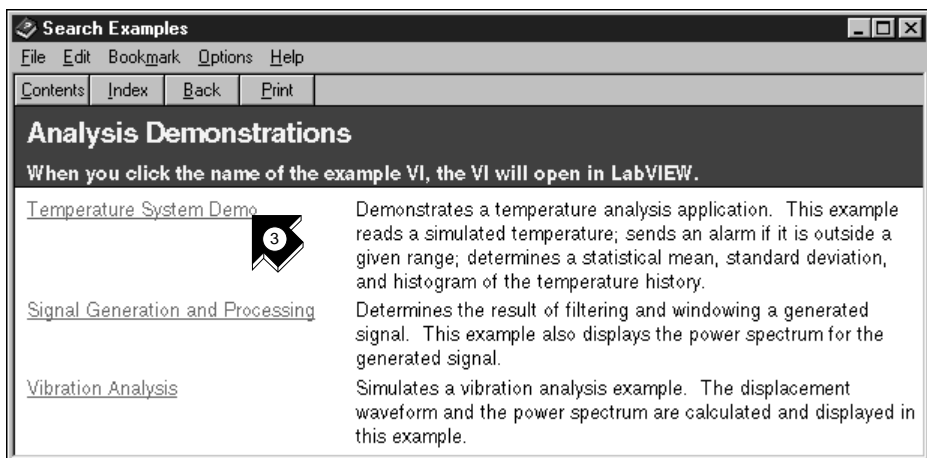 Search Examples
File Edit Bookmark Options Help
Contents Index Back Print
Analysis Demonstrations
When you click the name of the example VI, the VI will open in LabVIEW.
Temperature System Demo
3
Demonstrates a temperature analysis application. This example
reads a simulated temperature; sends an alarm if it is outside a
given range; determines a statistical mean, standard deviation,
and histogram of the temperature history.
Signal Generation and Processing
Determines the result of filtering and windowing a generated
signal. This example also displays the power spectrum for the
generated signal.
Vibration Analysis
Simulates a vibration analysis example. The displacement
waveform and the power spectrum are calculated and displayed in
this example.